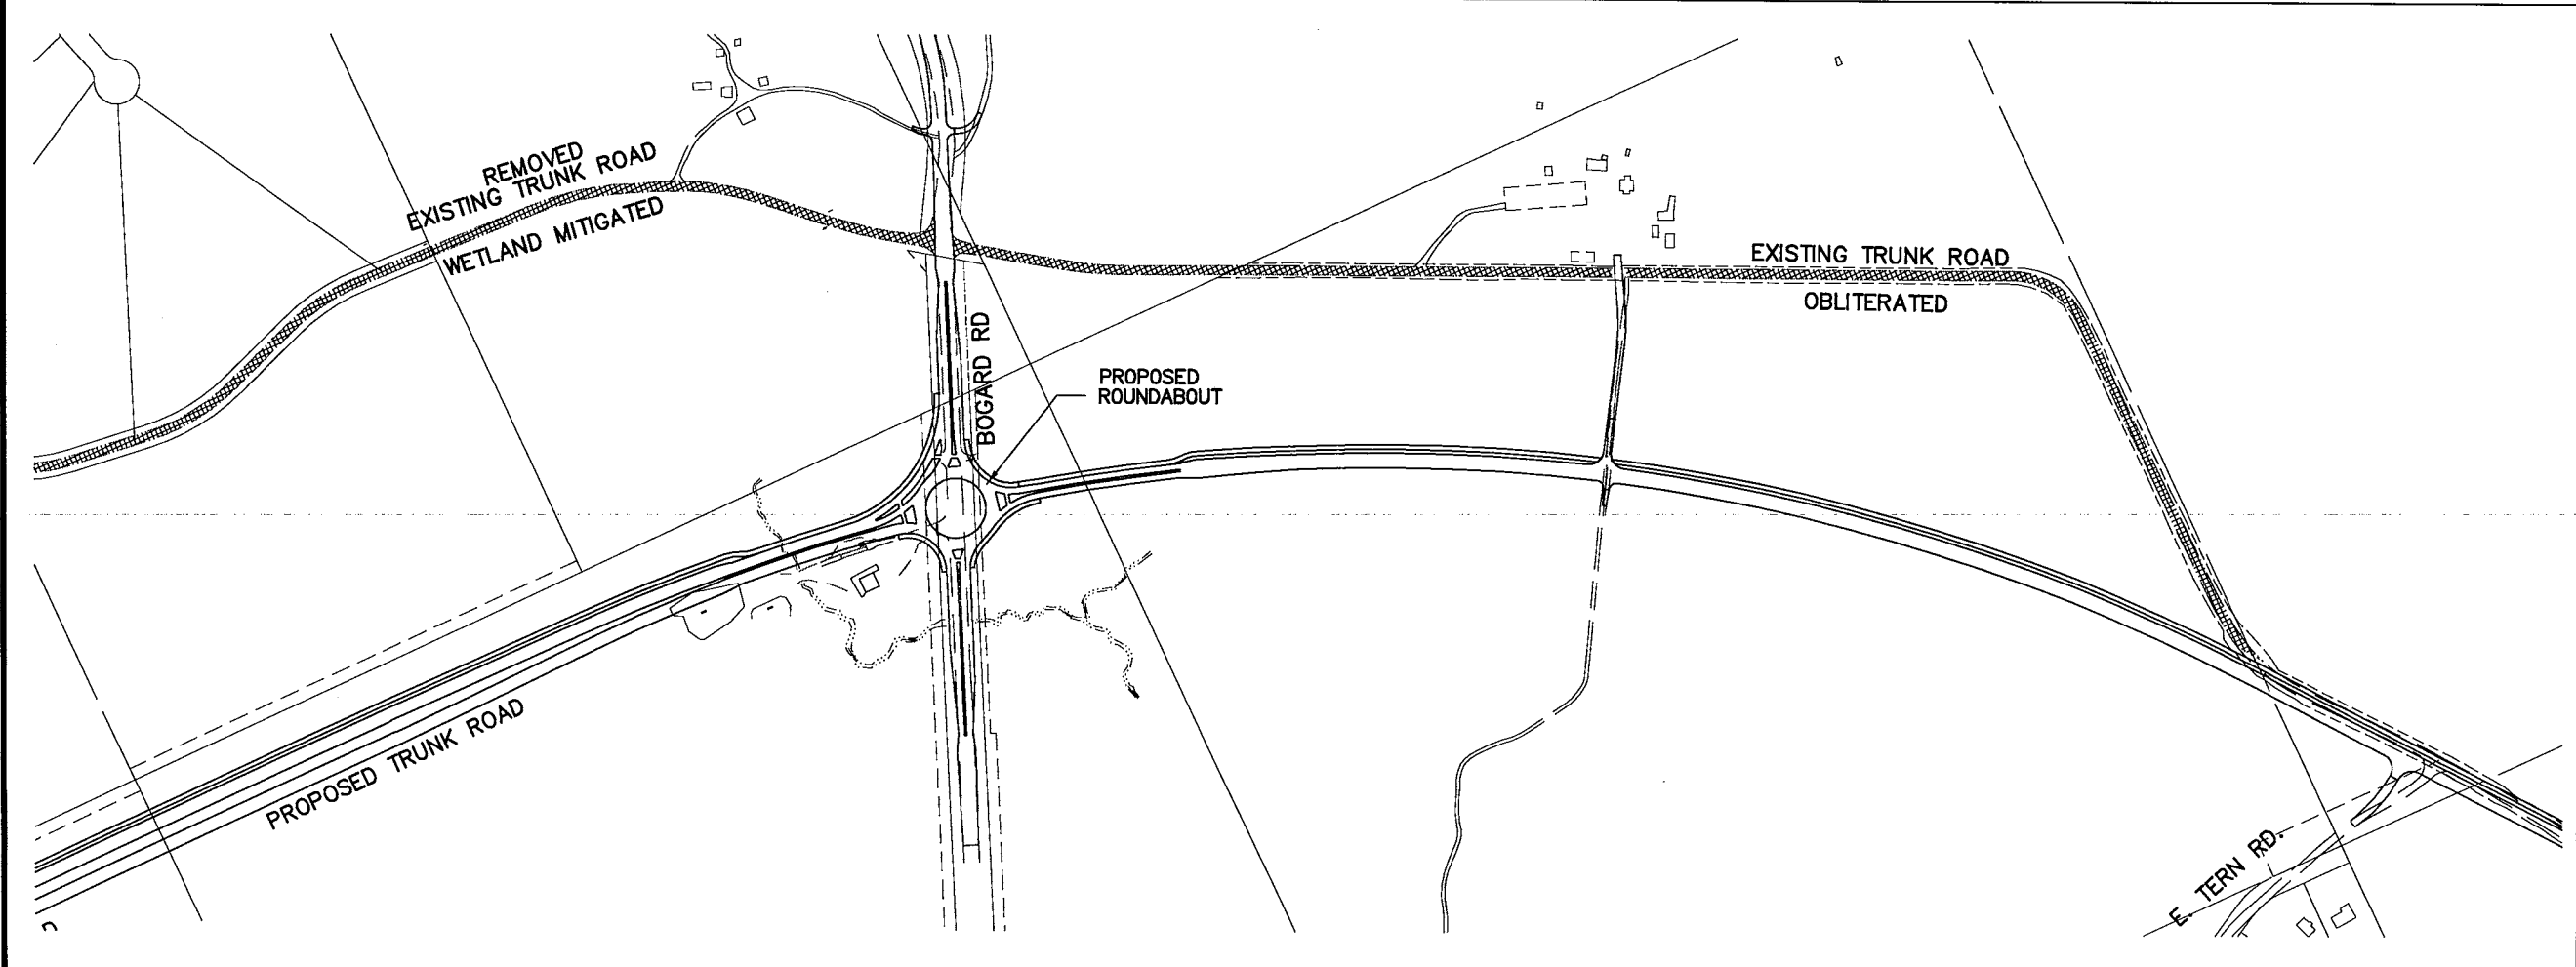 REMOVED
EXISTING TRUNK ROAD
WETLAND MITIGATED
EXISTING TRUNK ROAD
OBLITERATED
BOGARD RD
PROPOSED
ROUNDABOUT
PROPOSED TRUNK ROAD
E. TERN RD.